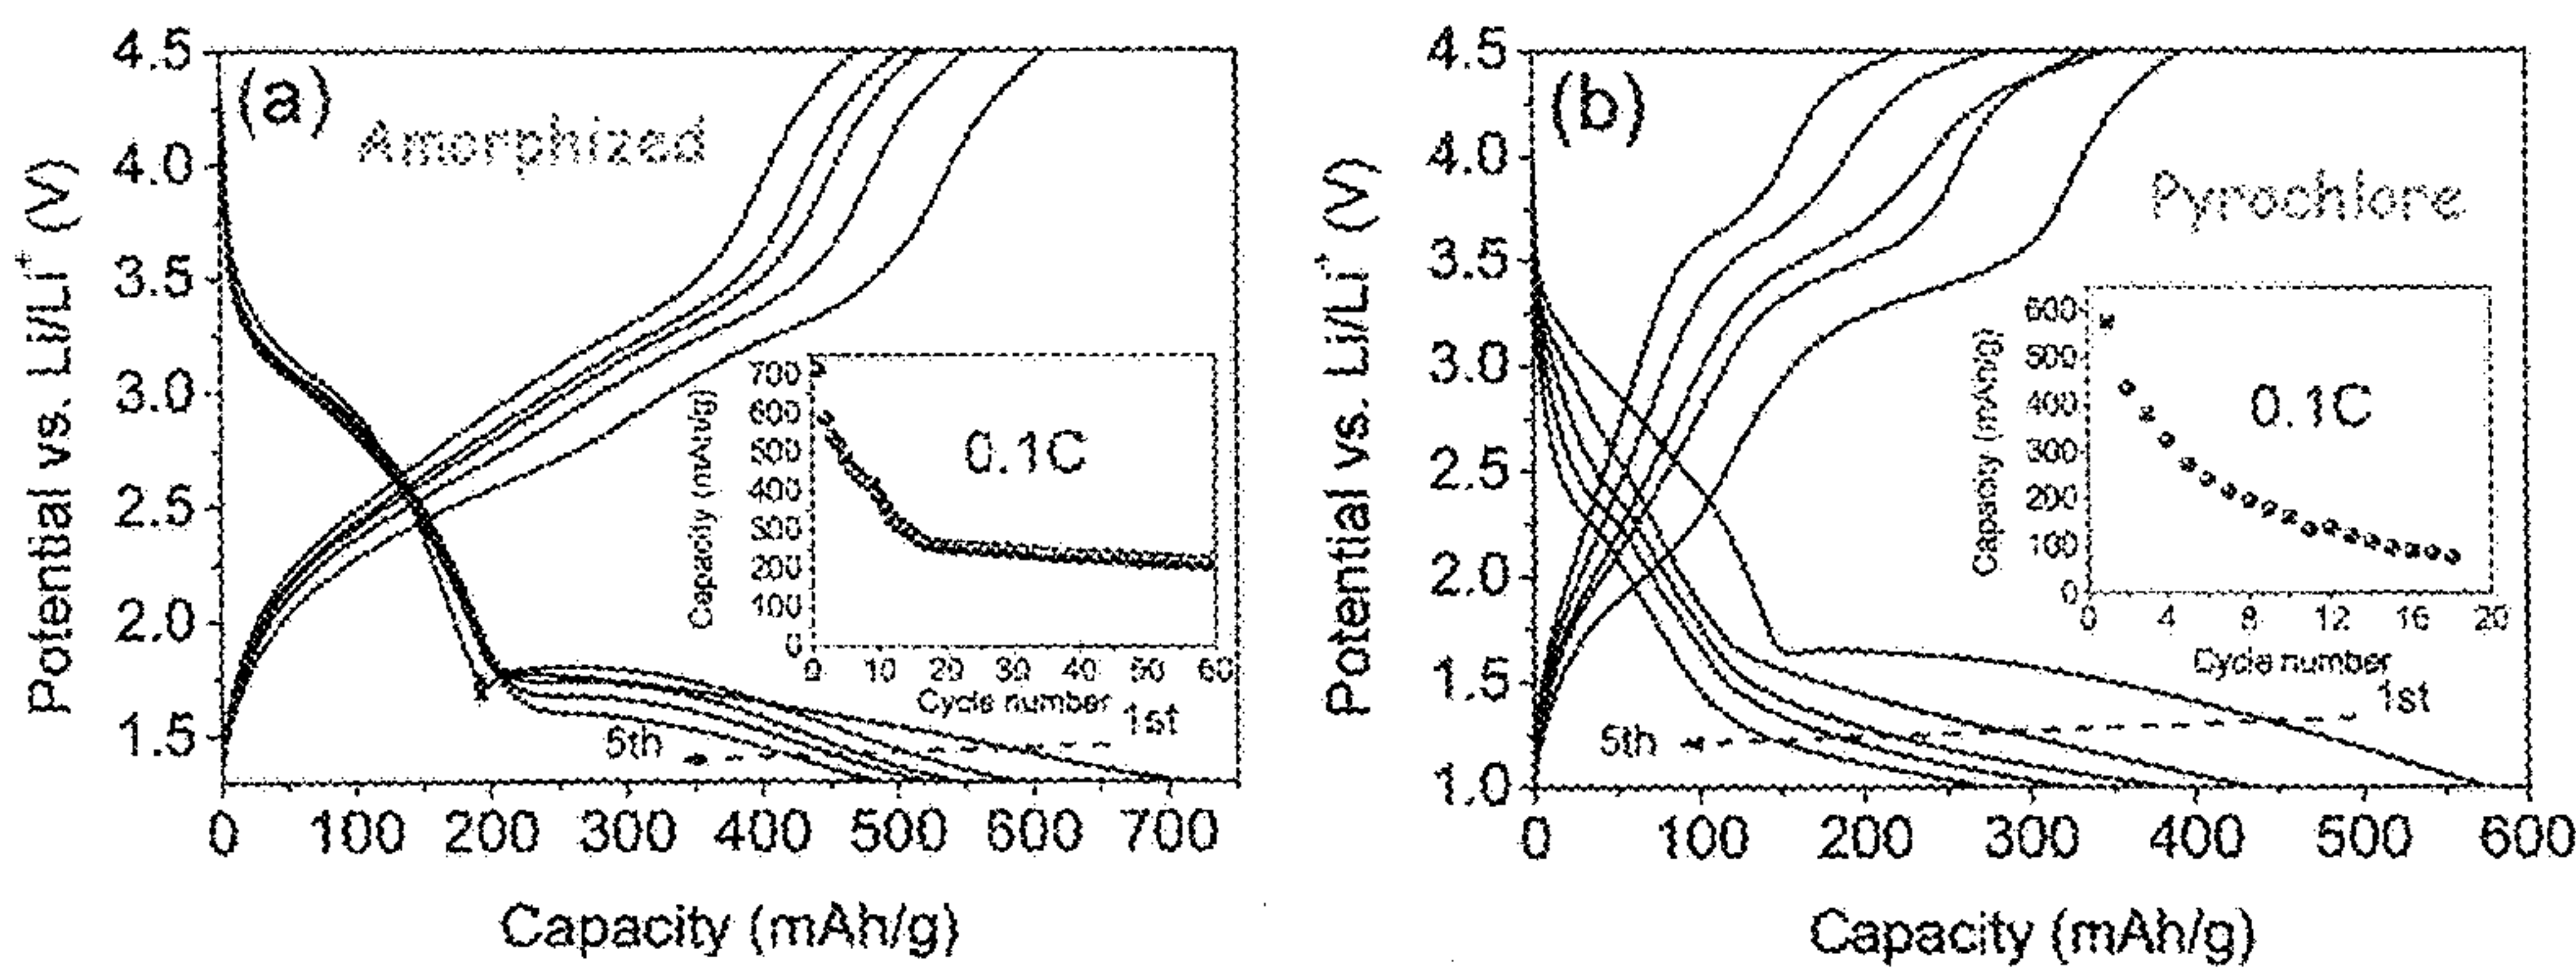 (a)
Amorphized
Potential vs. Li/Li⁺ (V)
4.5
4.0
3.5
3.0
2.5
2.0
1.5
0 100 200 300 400 500 600 700
Capacity (mAh/g)
5th
1st
0.1C
Capacity (mAh/g)
700
600
500
400
300
200
100
0
0 10 20 30 40 50 60
Cycle number
(b)
Pyrochlore
Potential vs. Li/Li⁺ (V)
4.5
4.0
3.5
3.0
2.5
2.0
1.5
1.0
0 100 200 300 400 500 600
Capacity (mAh/g)
5th
1st
0.1C
Capacity (mAh/g)
600
500
400
300
200
100
0
0 4 8 12 16 20
Cycle number